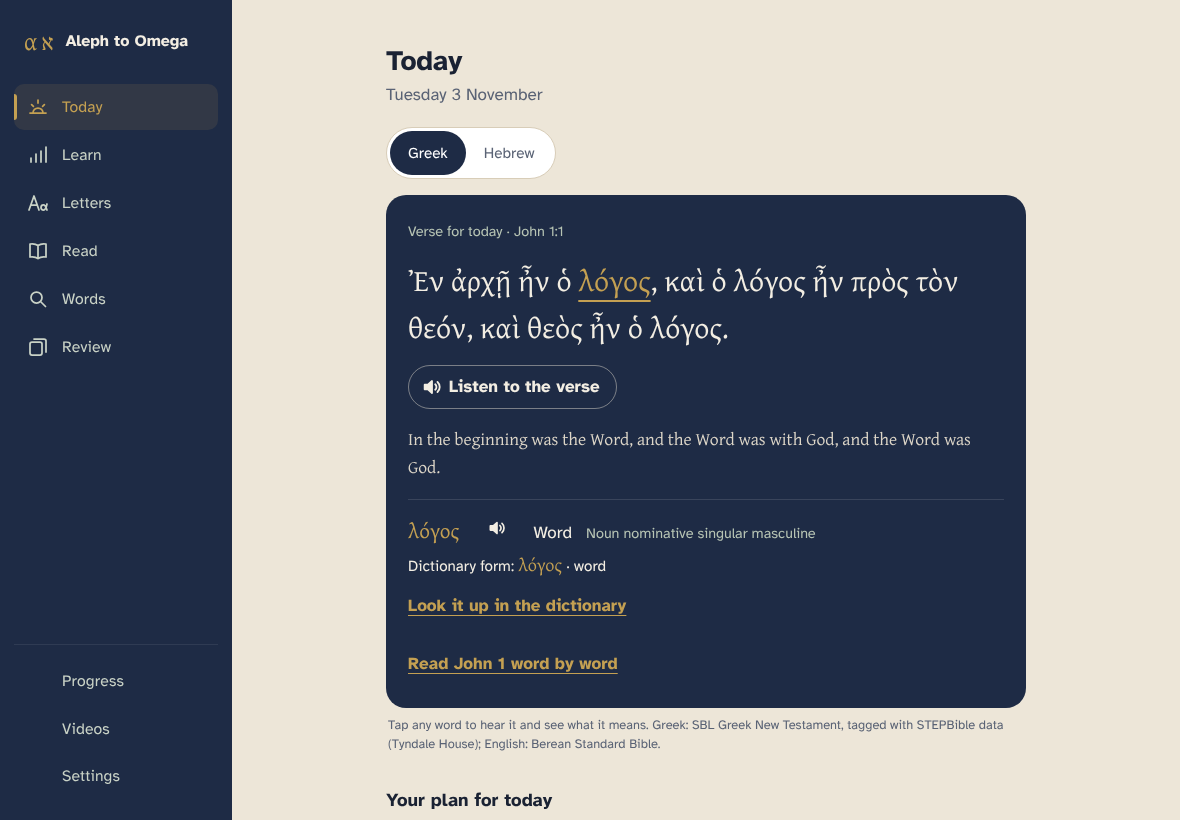 α א Aleph to Omega
Today
Learn
Letters
Read
Words
Review
Progress
Videos
Settings
Today
Tuesday 3 November
Greek Hebrew
Verse for today · John 1:1
Ἐν ἀρχῇ ἦν ὁ λόγος, καὶ ὁ λόγος ἦν πρὸς τὸν
θεόν, καὶ θεὸς ἦν ὁ λόγος.
Listen to the verse
In the beginning was the Word, and the Word was with God, and the Word was
God.
λόγος Word Noun nominative singular masculine
Dictionary form: λόγος · word
Look it up in the dictionary
Read John 1 word by word
Tap any word to hear it and see what it means. Greek: SBL Greek New Testament, tagged with STEPBible data
(Tyndale House); English: Berean Standard Bible.
Your plan for today